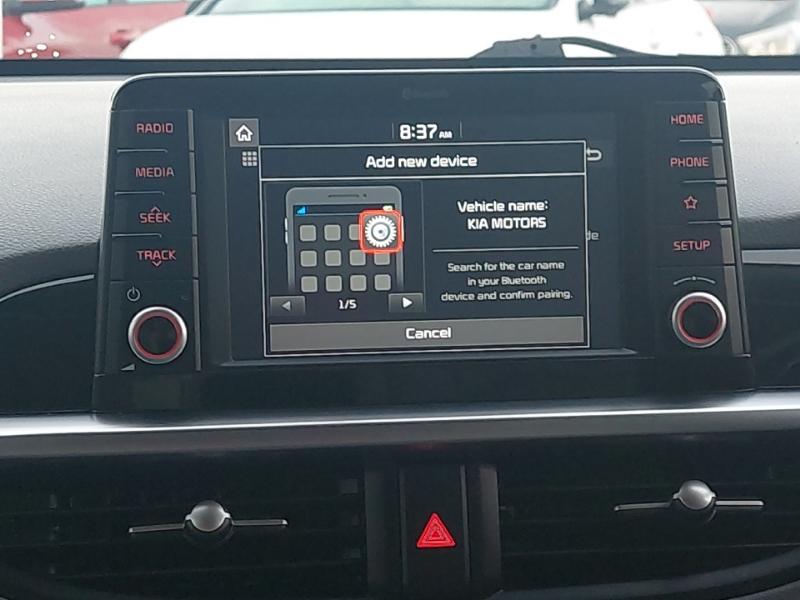 RADIO
MEDIA
SEEK
TRACK
8:37 AM
Add new device
Vehicle name:
KIA MOTORS
Search for the car name
in your Bluetooth
device and confirm pairing.
1/5
Cancel
HOME
PHONE
SETUP